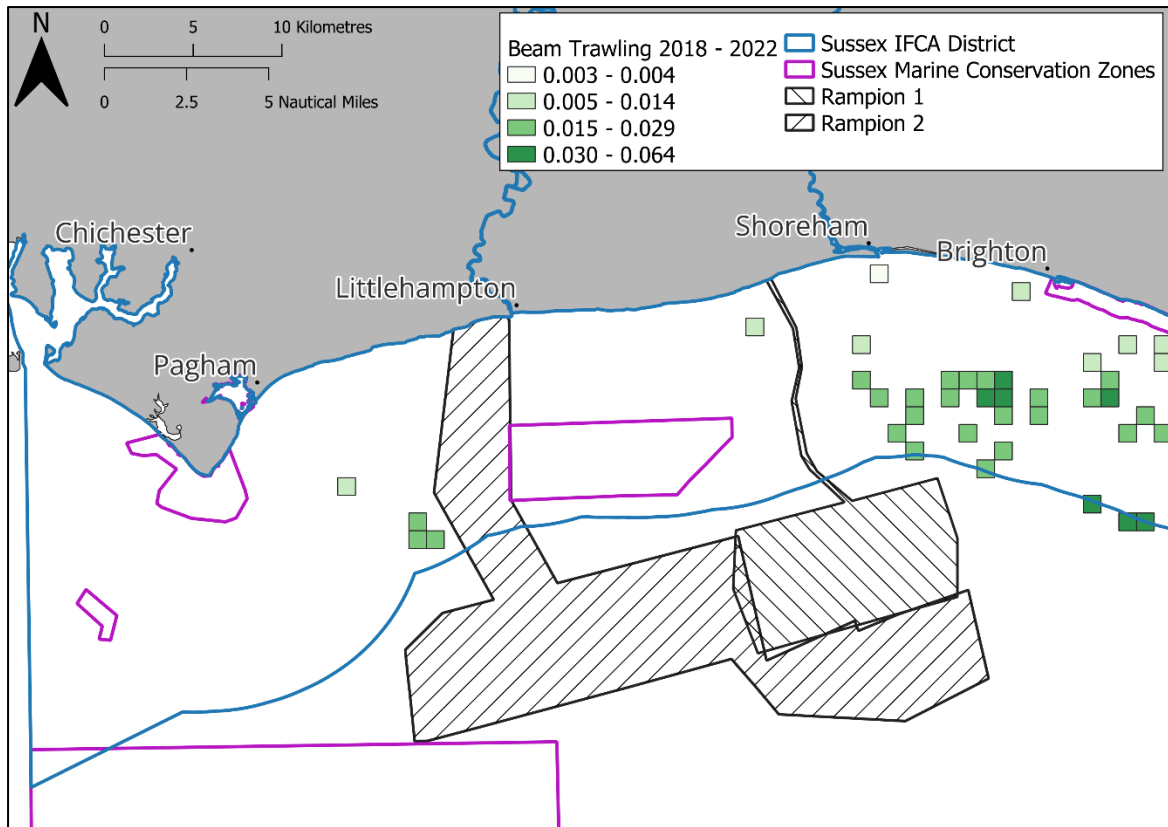 N
0 5 10 Kilometres
0 2.5 5 Nautical Miles
Beam Trawling 2018 - 2022
0.003 - 0.004
0.005 - 0.014
0.015 - 0.029
0.030 - 0.064
Sussex IFCA District
Sussex Marine Conservation Zones
Rampion 1
Rampion 2
Chichester
Shoreham
Brighton
Littlehampton
Pagham